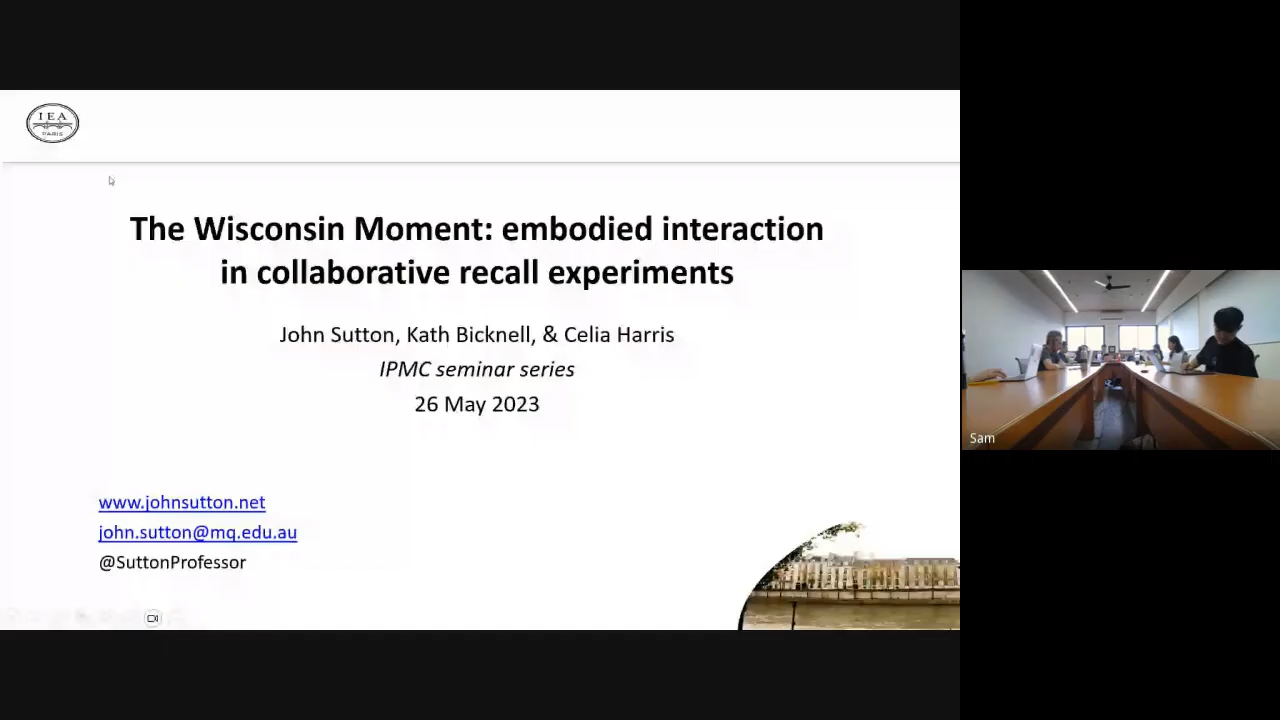 IEA
PARIS
The Wisconsin Moment: embodied interaction
in collaborative recall experiments
John Sutton, Kath Bicknell, & Celia Harris
IPMC seminar series
26 May 2023
www.johnsutton.net
john.sutton@mq.edu.au
@SuttonProfessor
Sam